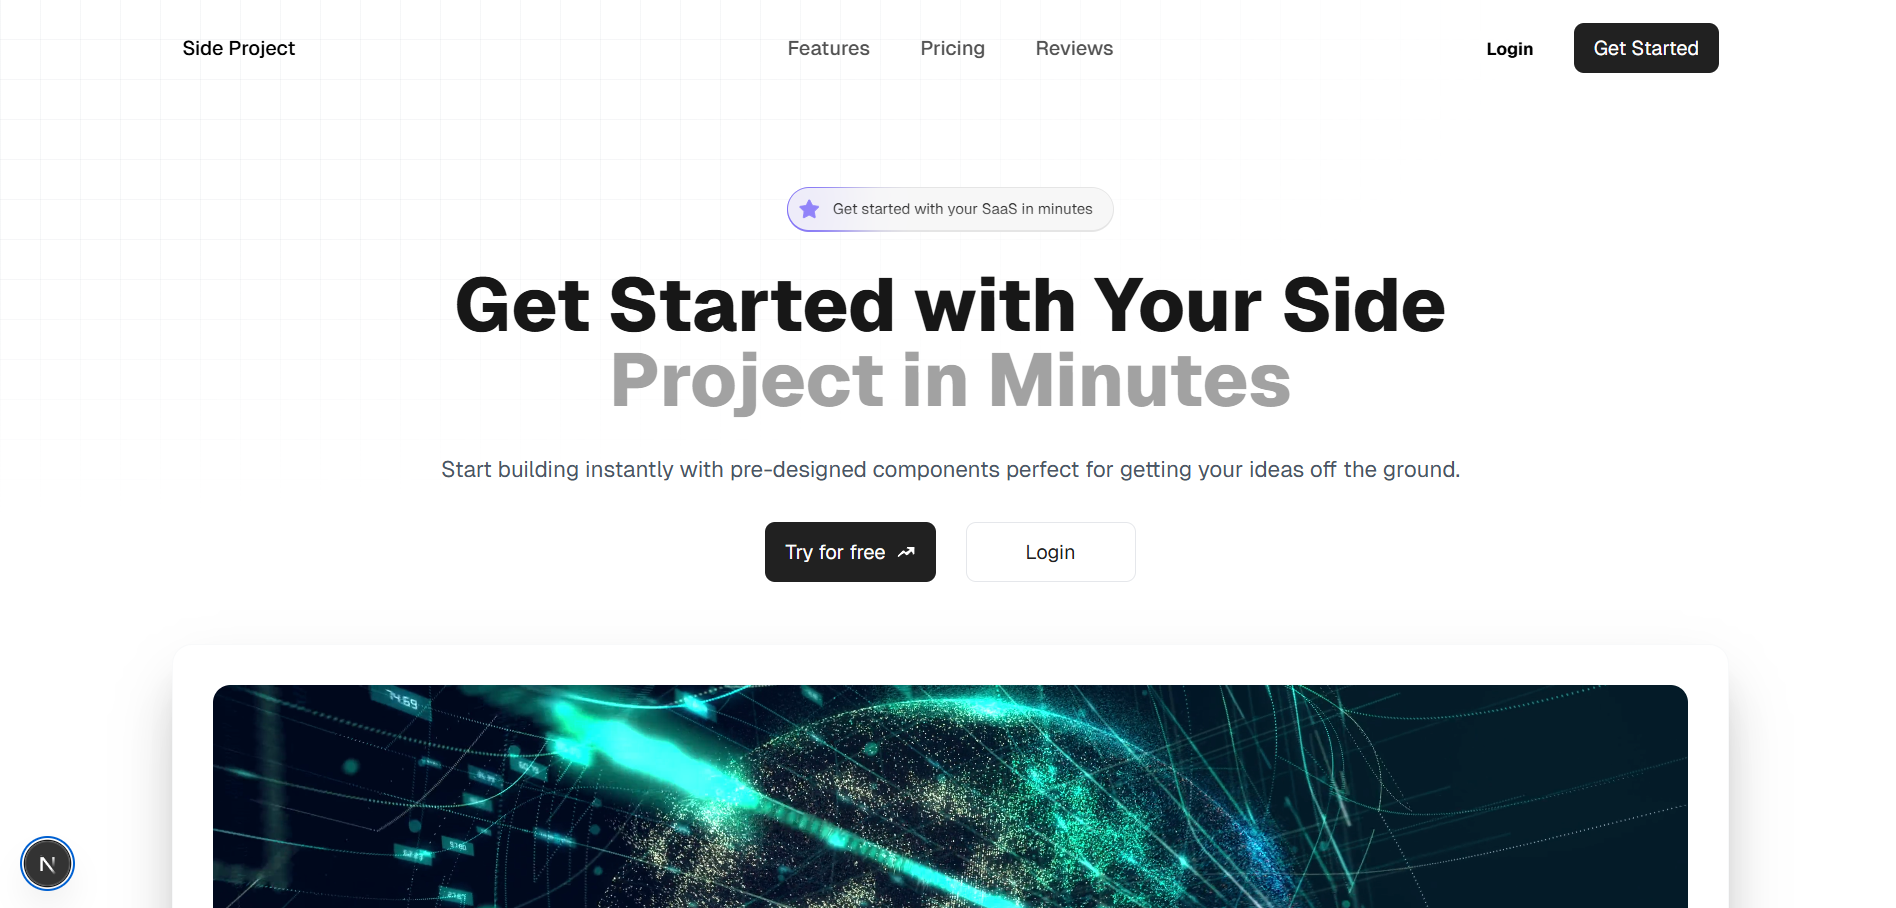 Side Project
Features
Pricing
Reviews
Login
Get Started
Get started with your SaaS in minutes
Get Started with Your Side
Project in Minutes
Start building instantly with pre-designed components perfect for getting your ideas off the ground.
Try for free
Login
74.69
N